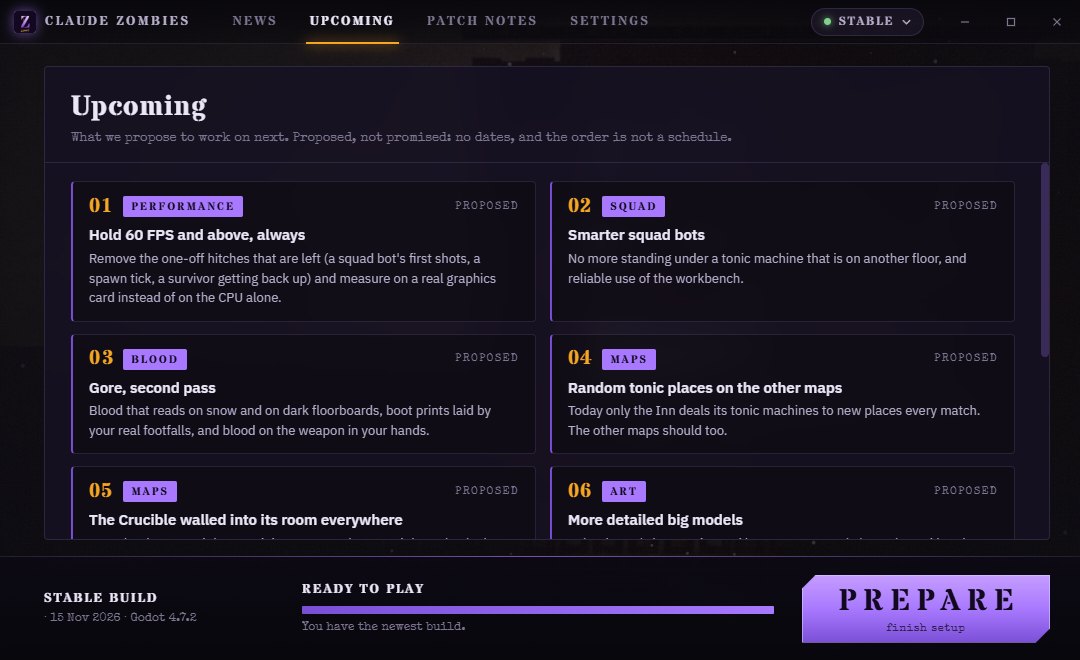 Z CLAUDE ZOMBIES NEWS UPCOMING PATCH NOTES SETTINGS STABLE
Upcoming
What we propose to work on next. Proposed, not promised: no dates, and the order is not a schedule.
01 PERFORMANCE PROPOSED
Hold 60 FPS and above, always
Remove the one-off hitches that are left (a squad bot's first shots, a
spawn tick, a survivor getting back up) and measure on a real graphics
card instead of on the CPU alone.
02 SQUAD PROPOSED
Smarter squad bots
No more standing under a tonic machine that is on another floor, and
reliable use of the workbench.
03 BLOOD PROPOSED
Gore, second pass
Blood that reads on snow and on dark floorboards, boot prints laid by
your real footfalls, and blood on the weapon in your hands.
04 MAPS PROPOSED
Random tonic places on the other maps
Today only the Inn deals its tonic machines to new places every match.
The other maps should too.
05 MAPS PROPOSED
The Crucible walled into its room everywhere
06 ART PROPOSED
More detailed big models
STABLE BUILD
· 15 Nov 2026 · Godot 4.7.2
READY TO PLAY
You have the newest build.
PREPARE
finish setup